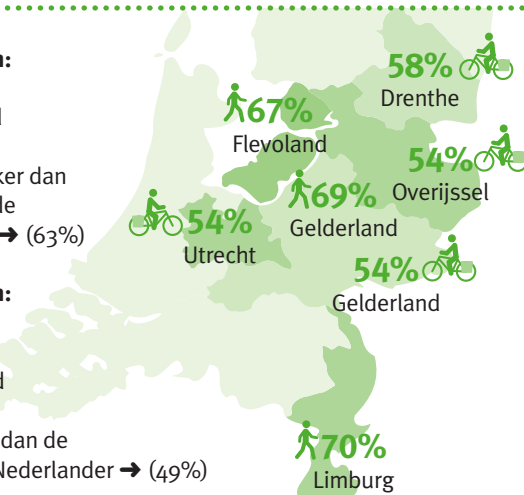 n:
d
ker dan
de
➔ (63%)
n:
d
dan de
Nederlander ➔ (49%)
58%
Drenthe
67%
Flevoland
54%
Overijssel
69%
Gelderland
54%
Utrecht
54%
Gelderland
70%
Limburg